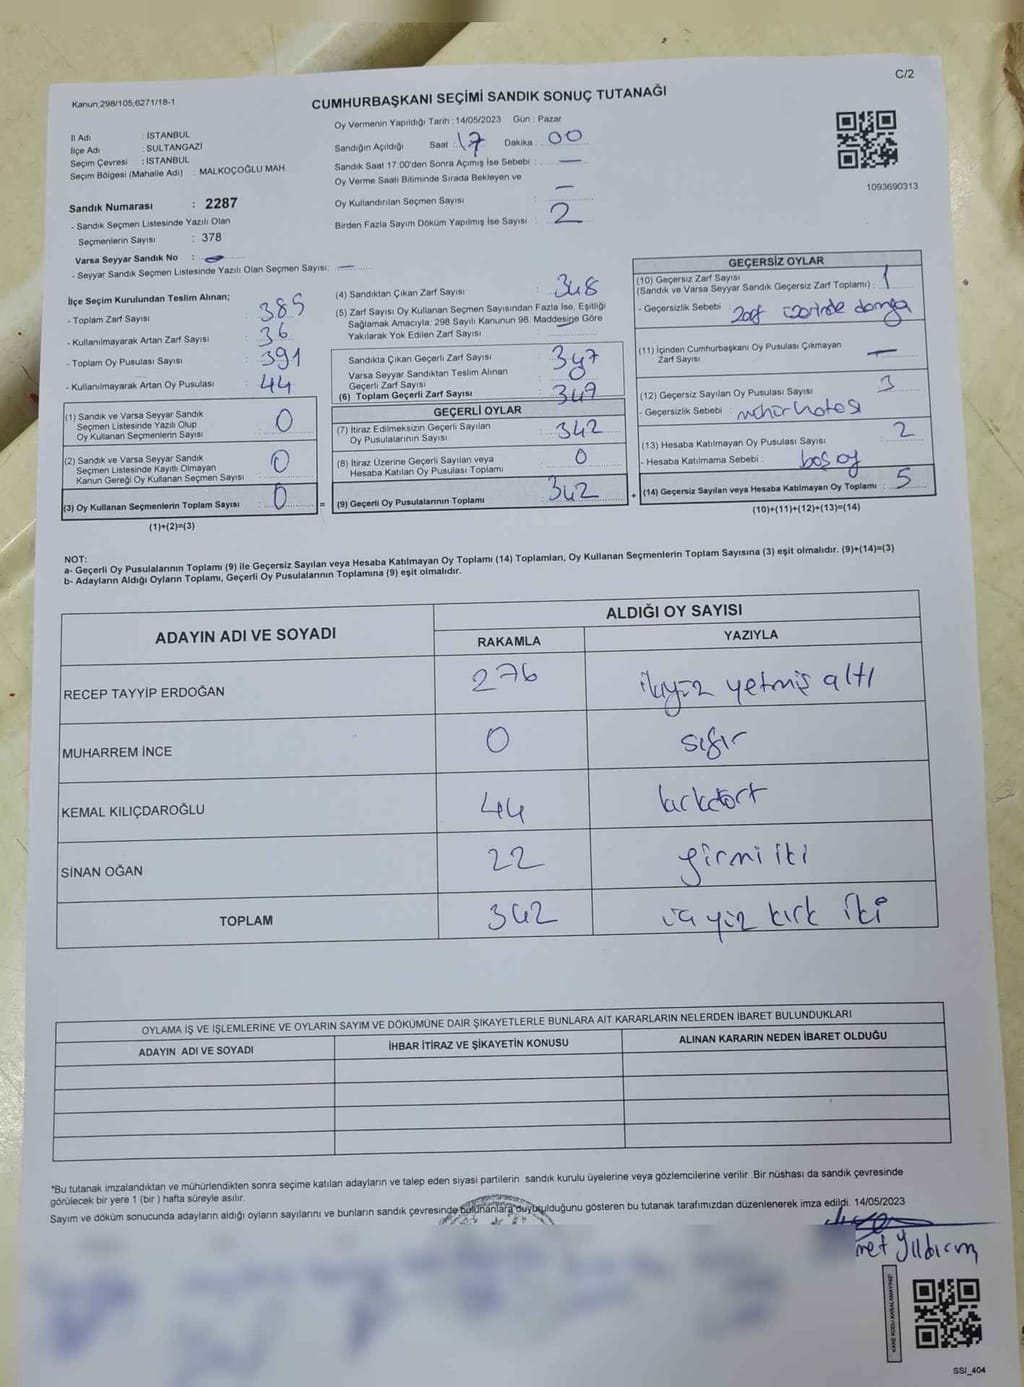 C/2
Kanun;298/105;6271/18-1
CUMHURBAŞKANI SEÇİMİ SANDIK SONUÇ TUTANAĞI
İl Adı : İSTANBUL
İlçe Adı : SULTANGAZİ
Seçim Çevresi : İSTANBUL
Seçim Bölgesi (Mahalle Adı) : MALKOÇOĞLU MAH.
Sandık Numarası : 2287
- Sandık Seçmen Listesinde Yazılı Olan
Seçmenlerin Sayısı : 378
Varsa Seyyar Sandık No :
- Seyyar Sandık Seçmen Listesinde Yazılı Olan Seçmen Sayısı: —
Oy Vermenin Yapıldığı Tarih : 14/05/2023 Gün : Pazar
Sandığın Açıldığı Saat : 17 Dakika : 00
Sandık Saat 17:00'den Sonra Açımış İse Sebebi : —
Oy Verme Saati Bitiminde Sırada Bekleyen ve
Oy Kullandırılan Seçmen Sayısı : —
Birden Fazla Sayım Döküm Yapılmış İse Sayısı : 2
1093690313
İlçe Seçim Kurulundan Teslim Alınan;
- Toplam Zarf Sayısı : 385
- Kullanılmayarak Artan Zarf Sayısı : 36
- Toplam Oy Pusulası Sayısı : 391
- Kullanılmayarak Artan Oy Pusulası : 44
(1) Sandık ve Varsa Seyyar Sandık
Seçmen Listesinde Yazılı Olup
Oy Kullanan Seçmenlerin Sayısı : 0
(2) Sandık ve Varsa Seyyar Sandık
Seçmen Listesinde Kayıtlı Olmayan
Kanun Gereği Oy Kullanan Seçmen Sayısı : 0
(3) Oy Kullanan Seçmenlerin Toplam Sayısı : 0 =
(1)+(2)=(3)
(4) Sandıktan Çıkan Zarf Sayısı : 348
(5) Zarf Sayısı Oy Kullanan Seçmen Sayısından Fazla İse, Eşitliği
Sağlamak Amacıyla; 298 Sayılı Kanunun 98. Maddesine Göre
Yakılarak Yok Edilen Zarf Sayısı : —
Sandıkta Çıkan Geçerli Zarf Sayısı : 347
Varsa Seyyar Sandıktan Teslim Alınan
Geçerli Zarf Sayısı : 0
(6) Toplam Geçerli Zarf Sayısı : 347
GEÇERLİ OYLAR
(7) İtiraz Edilmeksizin Geçerli Sayılan
Oy Pusulalarının Sayısı : 342
(8) İtiraz Üzerine Geçerli Sayılan veya
Hesaba Katılan Oy Pusulası Toplamı : 0
(9) Geçerli Oy Pusulalarının Toplamı : 342 +
GEÇERSİZ OYLAR
(10) Geçersiz Zarf Sayısı
(Sandık ve Varsa Seyyar Sandık Geçersiz Zarf Toplamı) : 1
- Geçersizlik Sebebi : Zarf üzerinde damga
(11) İçinden Cumhurbaşkanı Oy Pusulası Çıkmayan
Zarf Sayısı : —
(12) Geçersiz Sayılan Oy Pusulası Sayısı : 3
- Geçersizlik Sebebi : mühür hatası
(13) Hesaba Katılmayan Oy Pusulası Sayısı : 2
- Hesaba Katılmama Sebebi : boş oy
(14) Geçersiz Sayılan veya Hesaba Katılmayan Oy Toplamı : 5
(10)+(11)+(12)+(13)=(14)
NOT:
a- Geçerli Oy Pusulalarının Toplamı (9) ile Geçersiz Sayılan veya Hesaba Katılmayan Oy Toplamı (14) Toplamları, Oy Kullanan Seçmenlerin Toplam Sayısına (3) eşit olmalıdır. (9)+(14)=(3)
b- Adayların Aldığı Oyların Toplamı, Geçerli Oy Pusulalarının Toplamına (9) eşit olmalıdır.
ADAYIN ADI VE SOYADI ALDIĞI OY SAYISI
RAKAMLA YAZIYLA
RECEP TAYYİP ERDOĞAN 276 ikiyüz yetmiş altı
MUHARREM İNCE 0 sıfır
KEMAL KILIÇDAROĞLU 44 kırkdört
SİNAN OĞAN 22 yirmi iki
TOPLAM 342 üç yüz kırk iki
OYLAMA İŞ VE İŞLEMLERİNE VE OYLARIN SAYIM VE DÖKÜMÜNE DAİR ŞİKAYETLERLE BUNLARA AİT KARARLARIN NELERDEN İBARET BULUNDUKLARI
ADAYIN ADI VE SOYADI İHBAR İTİRAZ VE ŞİKAYETİN KONUSU ALINAN KARARIN NEDEN İBARET OLDUĞU
*Bu tutanak imzalandıktan ve mühürlendikten sonra seçime katılan adayların ve talep eden siyasi partilerin sandık kurulu üyelerine veya gözlemcilerine verilir. Bir nüshası da sandık çevresinde
görülecek bir yere 1 (bir ) hafta süreyle asılır.
Sayım ve döküm sonucunda adayların aldığı oyların sayılarını ve bunların sandık çevresinde bulunanlara duyurulduğunu gösteren bu tutanak tarafımızdan düzenlenerek imza edildi. 14/05/2023
met Yıldırım
KARE KODU KARALAMAYINIZ!
SSI_404